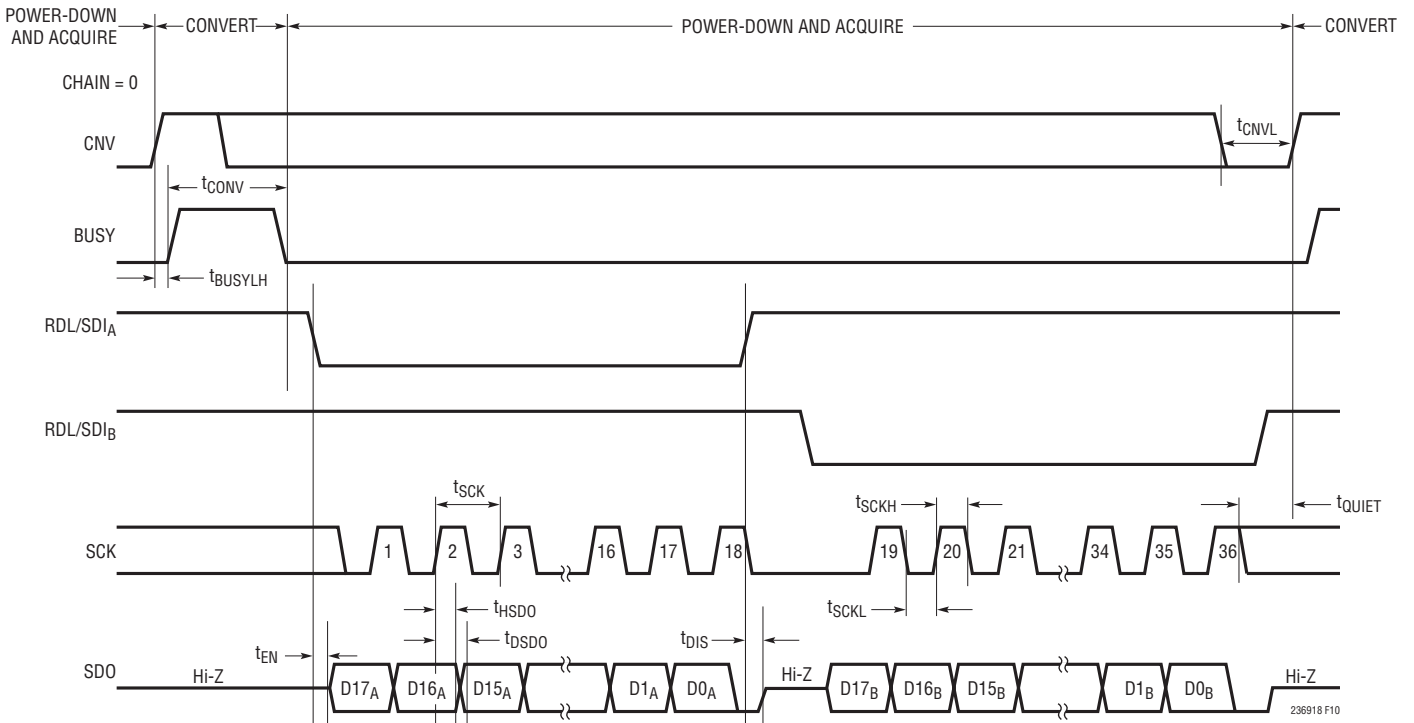 POWER-DOWN
AND ACQUIRE
CONVERT
POWER-DOWN AND ACQUIRE
CONVERT
CHAIN = 0
CNV
tCNVL
tCONV
BUSY
tBUSYLH
RDL/SDIA
RDL/SDIB
tSCK
tSCKH
tQUIET
SCK
1
2
3
16
17
18
19
20
21
34
35
36
tHSDO
tSCKL
tDSDO
tEN
tDIS
SDO
Hi-Z
D17A
D16A
D15A
D1A
D0A
Hi-Z
D17B
D16B
D15B
D1B
D0B
Hi-Z
236918 F10